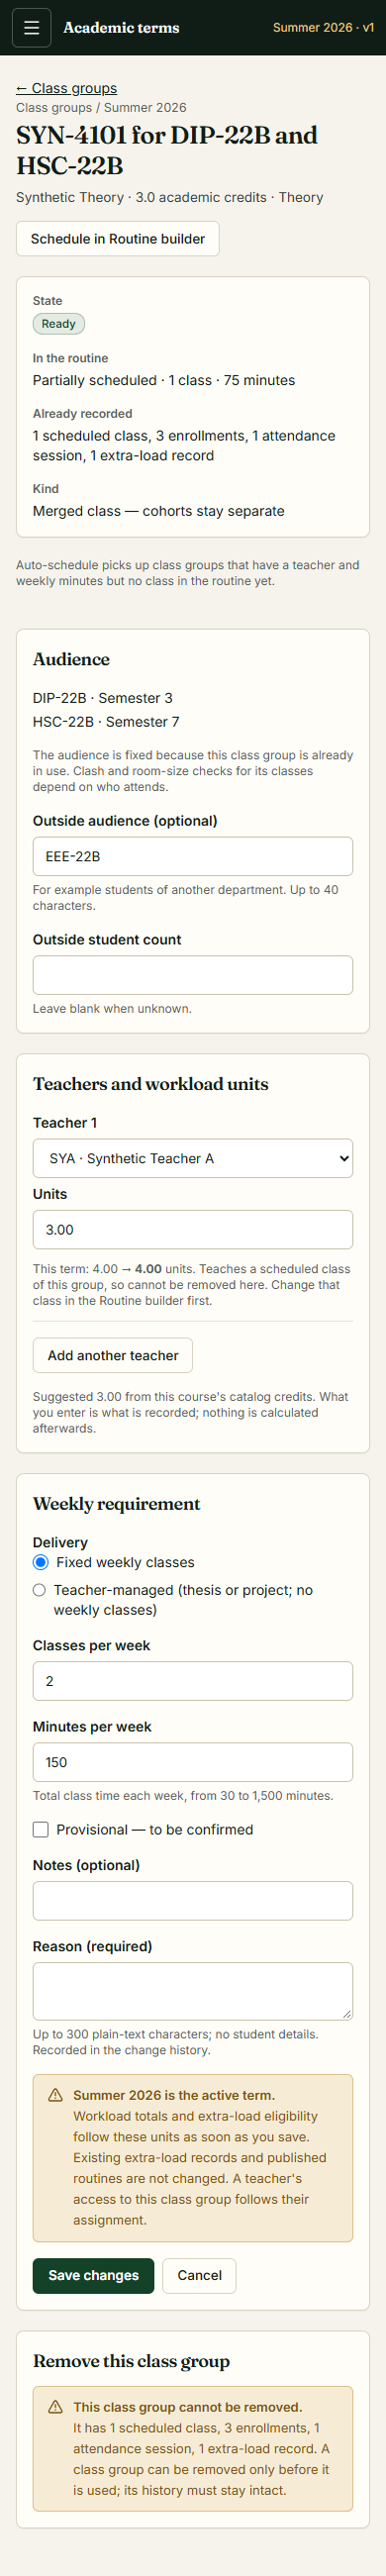 Academic terms
Summer 2026 · v1
← Class groups
Class groups / Summer 2026
SYN-4101 for DIP-22B and
HSC-22B
Synthetic Theory · 3.0 academic credits · Theory
Schedule in Routine builder
State
Ready
In the routine
Partially scheduled · 1 class · 75 minutes
Already recorded
1 scheduled class, 3 enrollments, 1 attendance
session, 1 extra-load record
Kind
Merged class — cohorts stay separate
Auto-schedule picks up class groups that have a teacher and
weekly minutes but no class in the routine yet.
Audience
DIP-22B · Semester 3
HSC-22B · Semester 7
The audience is fixed because this class group is already
in use. Clash and room-size checks for its classes
depend on who attends.
Outside audience (optional)
EEE-22B
For example students of another department. Up to 40
characters.
Outside student count
Leave blank when unknown.
Teachers and workload units
Teacher 1
SYA · Synthetic Teacher A
Units
3.00
This term: 4.00 → 4.00 units. Teaches a scheduled class
of this group, so cannot be removed here. Change that
class in the Routine builder first.
Add another teacher
Suggested 3.00 from this course's catalog credits. What
you enter is what is recorded; nothing is calculated
afterwards.
Weekly requirement
Delivery
Fixed weekly classes
Teacher-managed (thesis or project; no
weekly classes)
Classes per week
2
Minutes per week
150
Total class time each week, from 30 to 1,500 minutes.
Provisional — to be confirmed
Notes (optional)
Reason (required)
Up to 300 plain-text characters; no student details.
Recorded in the change history.
Summer 2026 is the active term.
Workload totals and extra-load eligibility
follow these units as soon as you save.
Existing extra-load records and published
routines are not changed. A teacher's
access to this class group follows their
assignment.
Save changes
Cancel
Remove this class group
This class group cannot be removed.
It has 1 scheduled class, 3 enrollments, 1
attendance session, 1 extra-load record. A
class group can be removed only before it
is used; its history must stay intact.